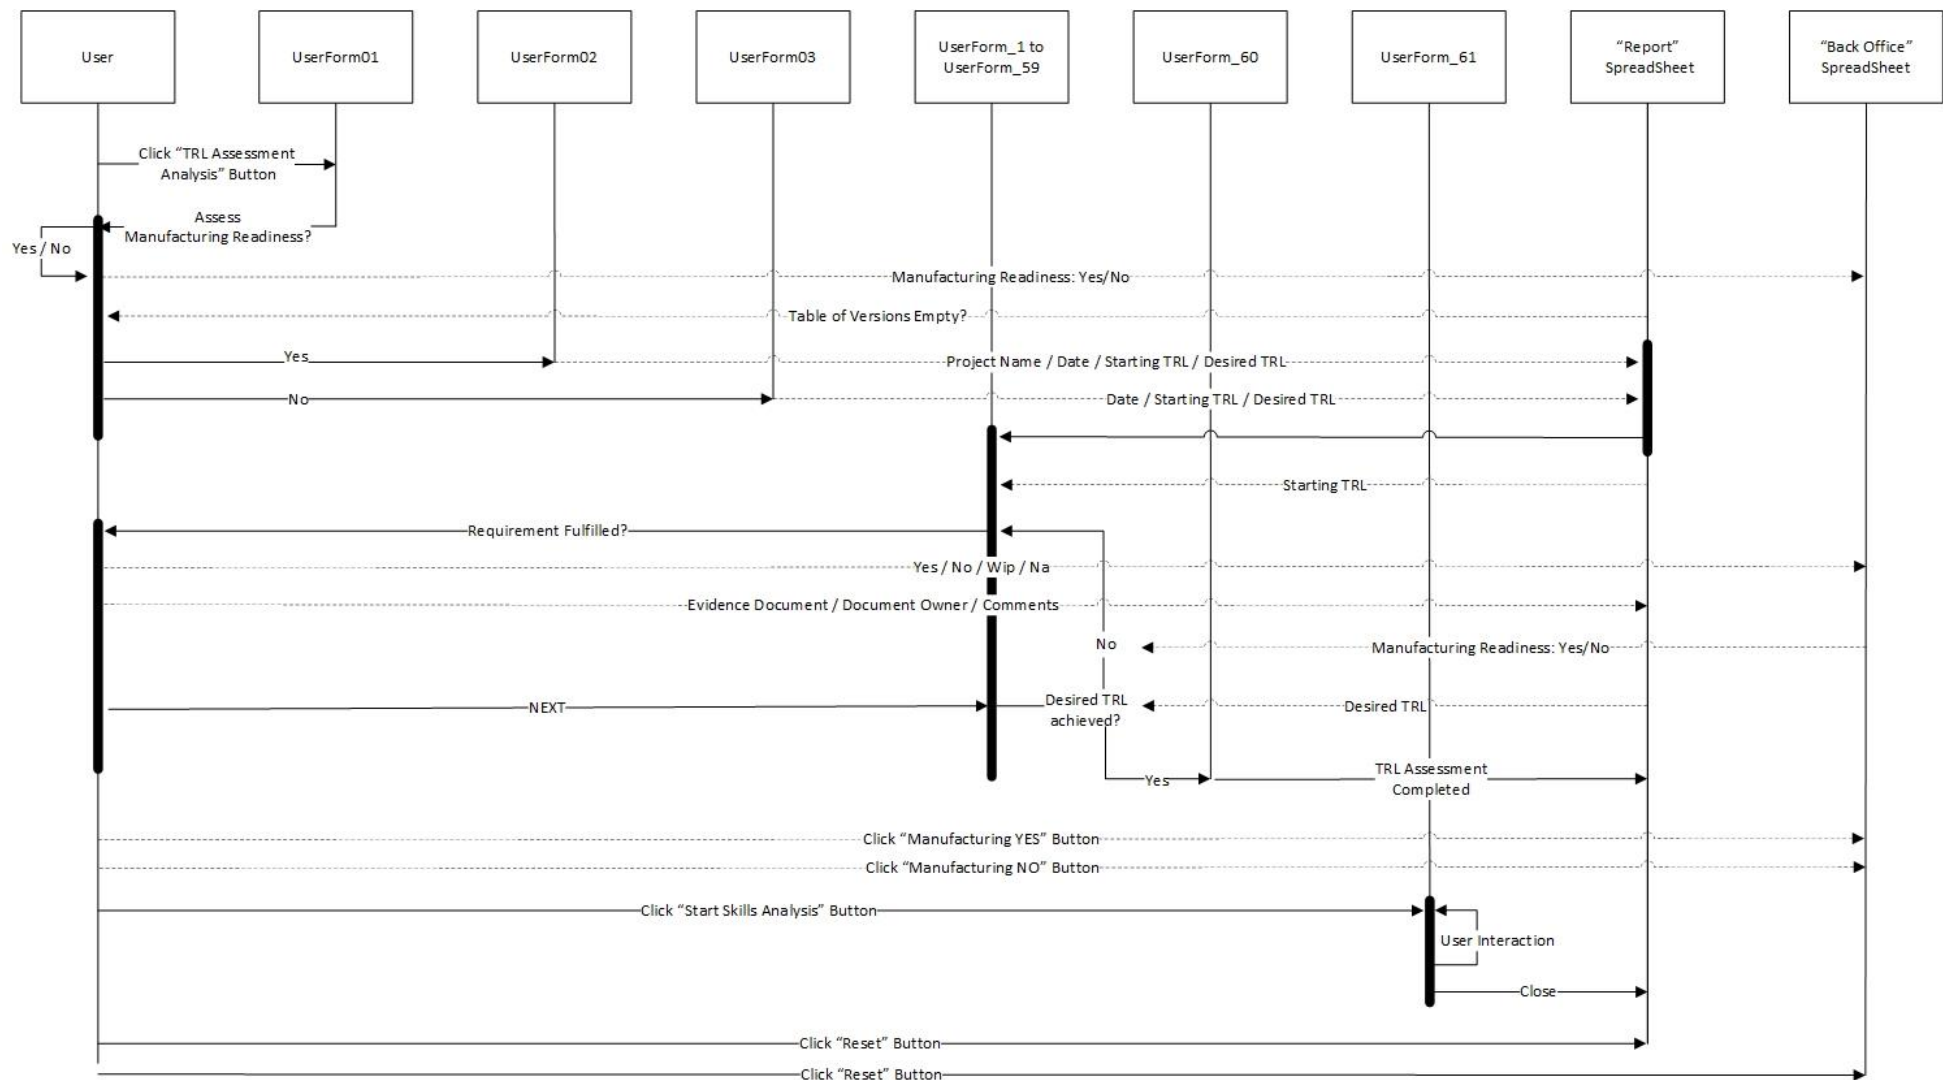 User
UserForm01
UserForm02
UserForm03
UserForm_1 to
UserForm_59
UserForm_60
UserForm_61
“Report”
SpreadSheet
“Back Office”
SpreadSheet
Click “TRL Assessment
Analysis” Button
Assess
Manufacturing Readiness?
Yes / No
Manufacturing Readiness: Yes/No
Table of Versions Empty?
Yes
Project Name / Date / Starting TRL / Desired TRL
No
Date / Starting TRL / Desired TRL
Starting TRL
Requirement Fulfilled?
Yes / No / Wip / Na
Evidence Document / Document Owner / Comments
No
Manufacturing Readiness: Yes/No
NEXT
Desired TRL
achieved?
Desired TRL
Yes
TRL Assessment
Completed
Click “Manufacturing YES” Button
Click “Manufacturing NO” Button
Click “Start Skills Analysis” Button
User Interaction
Close
Click “Reset” Button
Click “Reset” Button